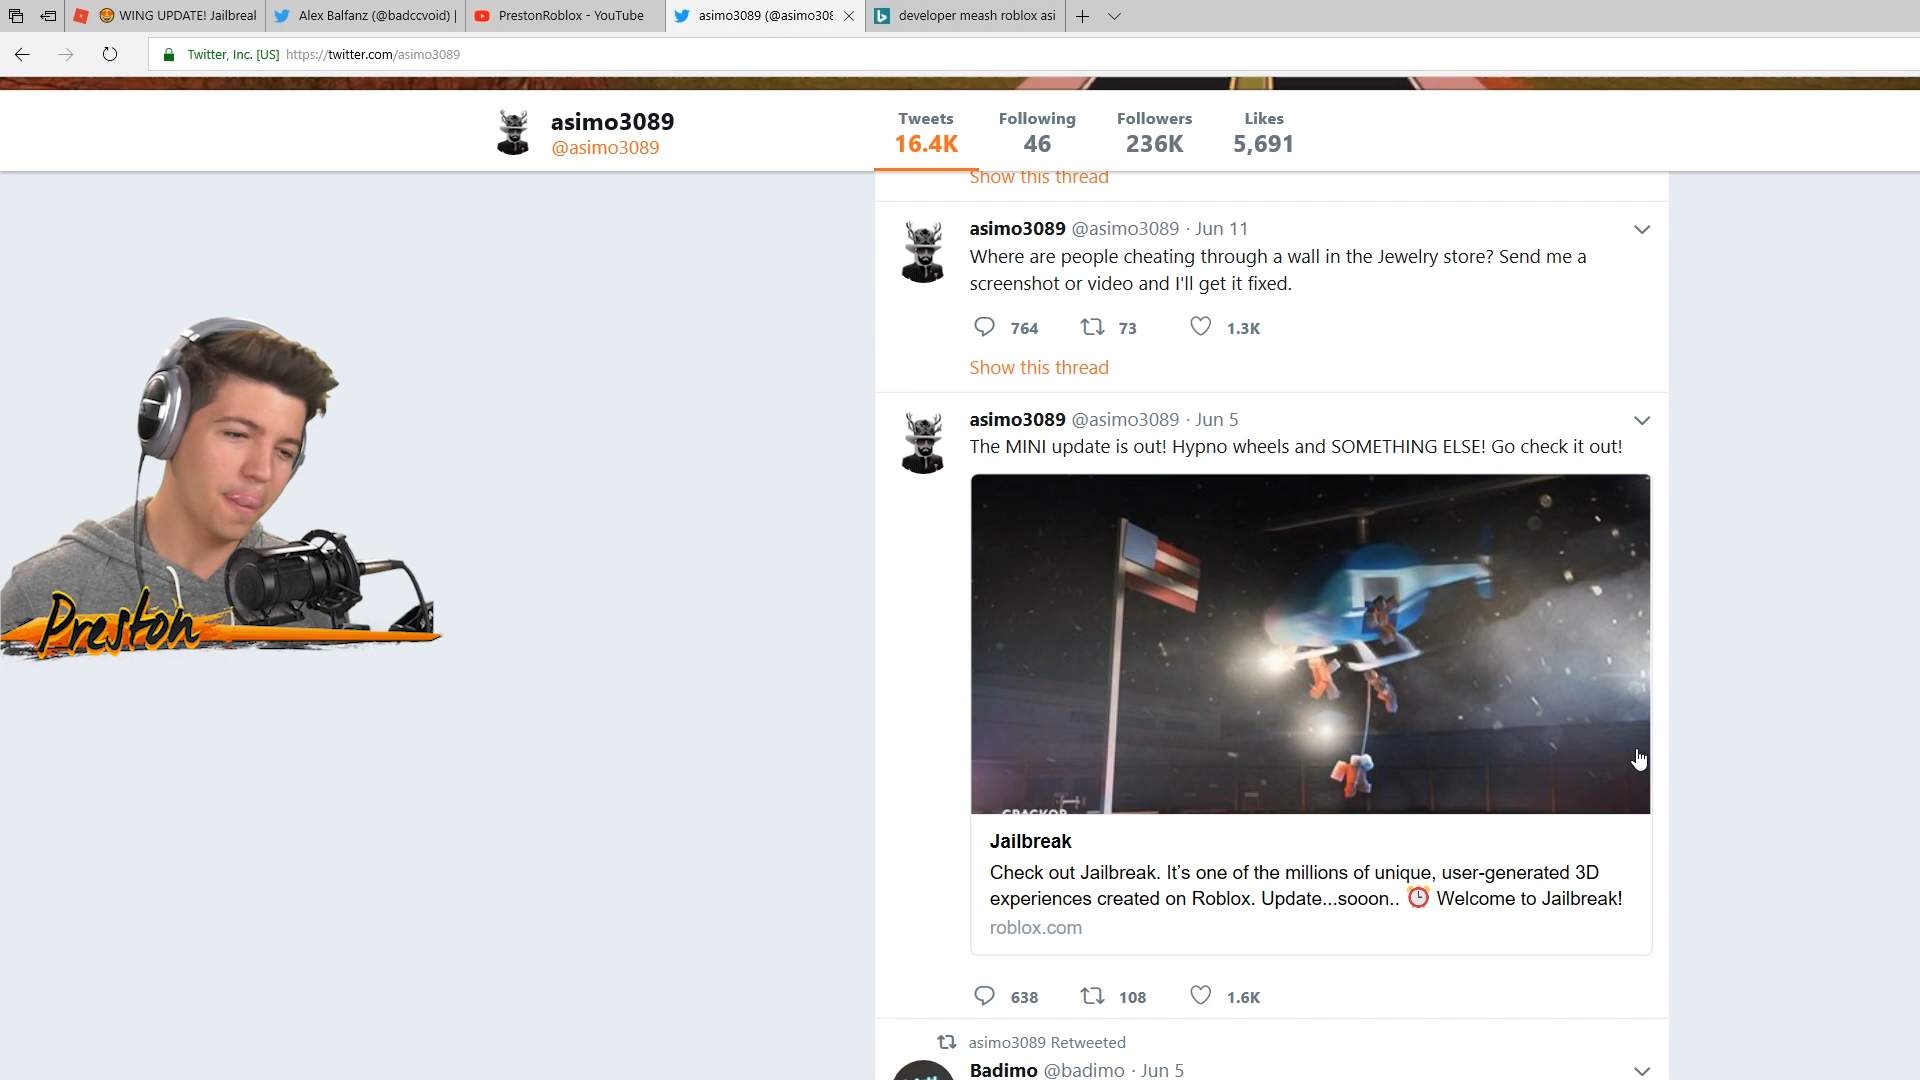 WING UPDATE! Jailbreak
Alex Balfanz (@badccvoid) |
PrestonRoblox - YouTube
asimo3089 (@asimo308
developer meash roblox asi
Twitter, Inc. [US] https://twitter.com/asimo3089
asimo3089
@asimo3089
Tweets
16.4K
Following
46
Followers
236K
Likes
5,691
Show this thread
asimo3089 @asimo3089 · Jun 11
Where are people cheating through a wall in the Jewelry store? Send me a
screenshot or video and I'll get it fixed.
764 73 1.3K
Show this thread
asimo3089 @asimo3089 · Jun 5
The MINI update is out! Hypno wheels and SOMETHING ELSE! Go check it out!
Jailbreak
Check out Jailbreak. It's one of the millions of unique, user-generated 3D
experiences created on Roblox. Update...sooon.. ⏰ Welcome to Jailbreak!
roblox.com
638 108 1.6K
asimo3089 Retweeted
Badimo @badimo · Jun 5
Preston